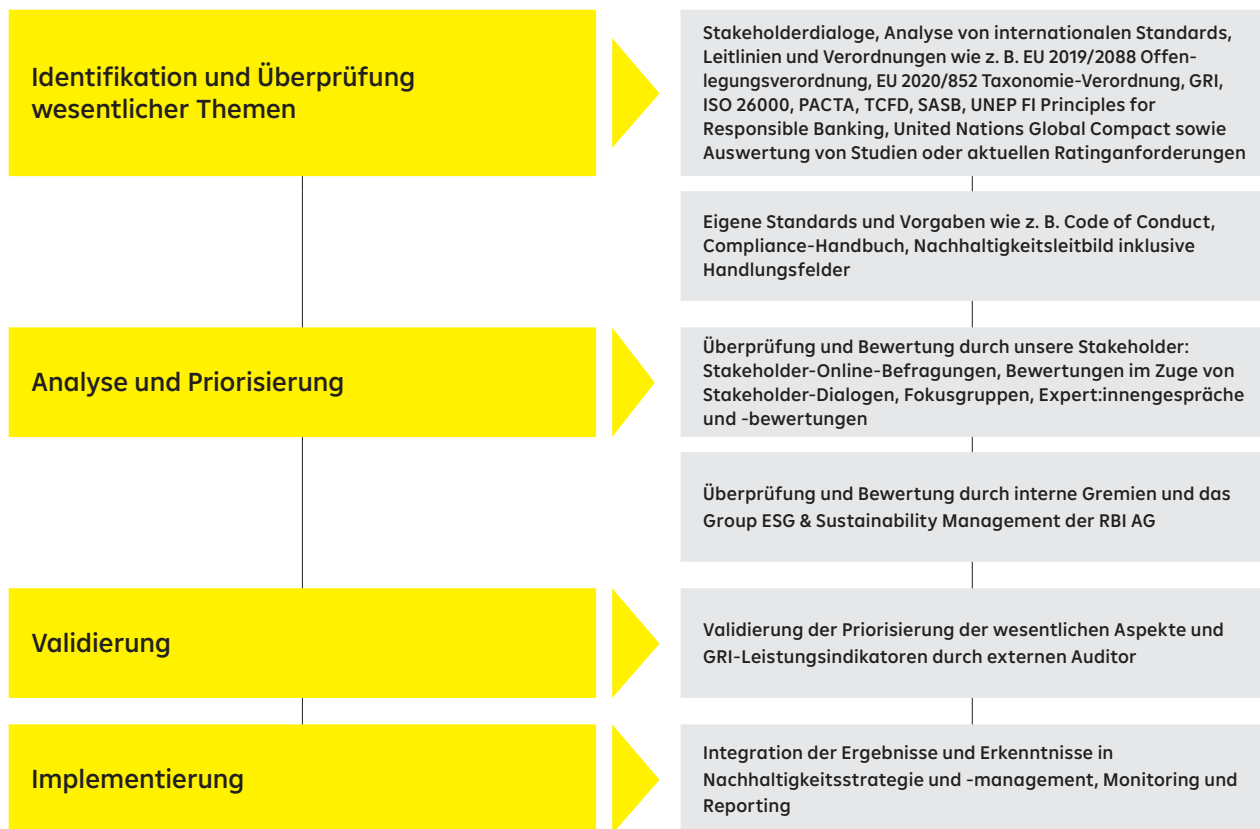 Identifikation und Überprüfung
wesentlicher Themen
Stakeholderdialoge, Analyse von internationalen Standards,
Leitlinien und Verordnungen wie z. B. EU 2019/2088 Offen-
legungsverordnung, EU 2020/852 Taxonomie-Verordnung, GRI,
ISO 26000, PACTA, TCFD, SASB, UNEP FI Principles for
Responsible Banking, United Nations Global Compact sowie
Auswertung von Studien oder aktuellen Ratinganforderungen
Eigene Standards und Vorgaben wie z. B. Code of Conduct,
Compliance-Handbuch, Nachhaltigkeitsleitbild inklusive
Handlungsfelder
Analyse und Priorisierung
Überprüfung und Bewertung durch unsere Stakeholder:
Stakeholder-Online-Befragungen, Bewertungen im Zuge von
Stakeholder-Dialogen, Fokusgruppen, Expert:innengespräche
und -bewertungen
Überprüfung und Bewertung durch interne Gremien und das
Group ESG & Sustainability Management der RBI AG
Validierung
Validierung der Priorisierung der wesentlichen Aspekte und
GRI-Leistungsindikatoren durch externen Auditor
Implementierung
Integration der Ergebnisse und Erkenntnisse in
Nachhaltigkeitsstrategie und -management, Monitoring und
Reporting